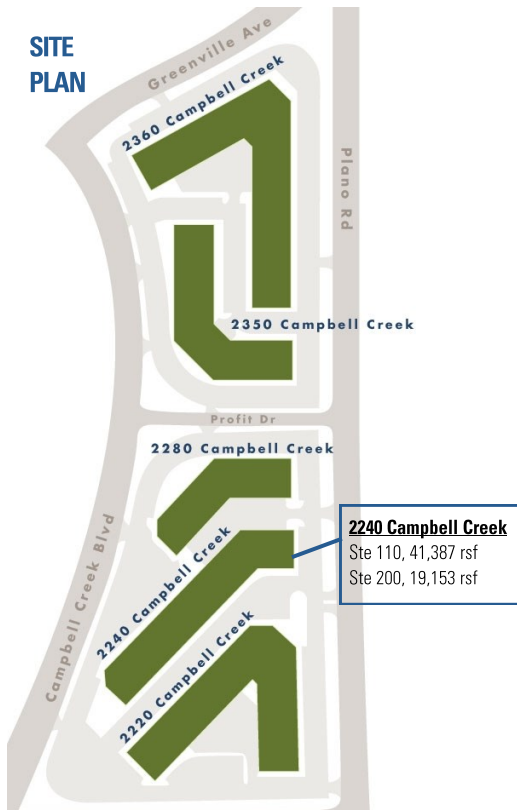 SITE
PLAN
Greenville Ave
2360 Campbell Creek
Plano Rd
2350 Campbell Creek
Profit Dr
2280 Campbell Creek
Campbell Creek Blvd
2240 Campbell Creek
2240 Campbell Creek
Ste 110, 41,387 rsf
Ste 200, 19,153 rsf
2220 Campbell Creek